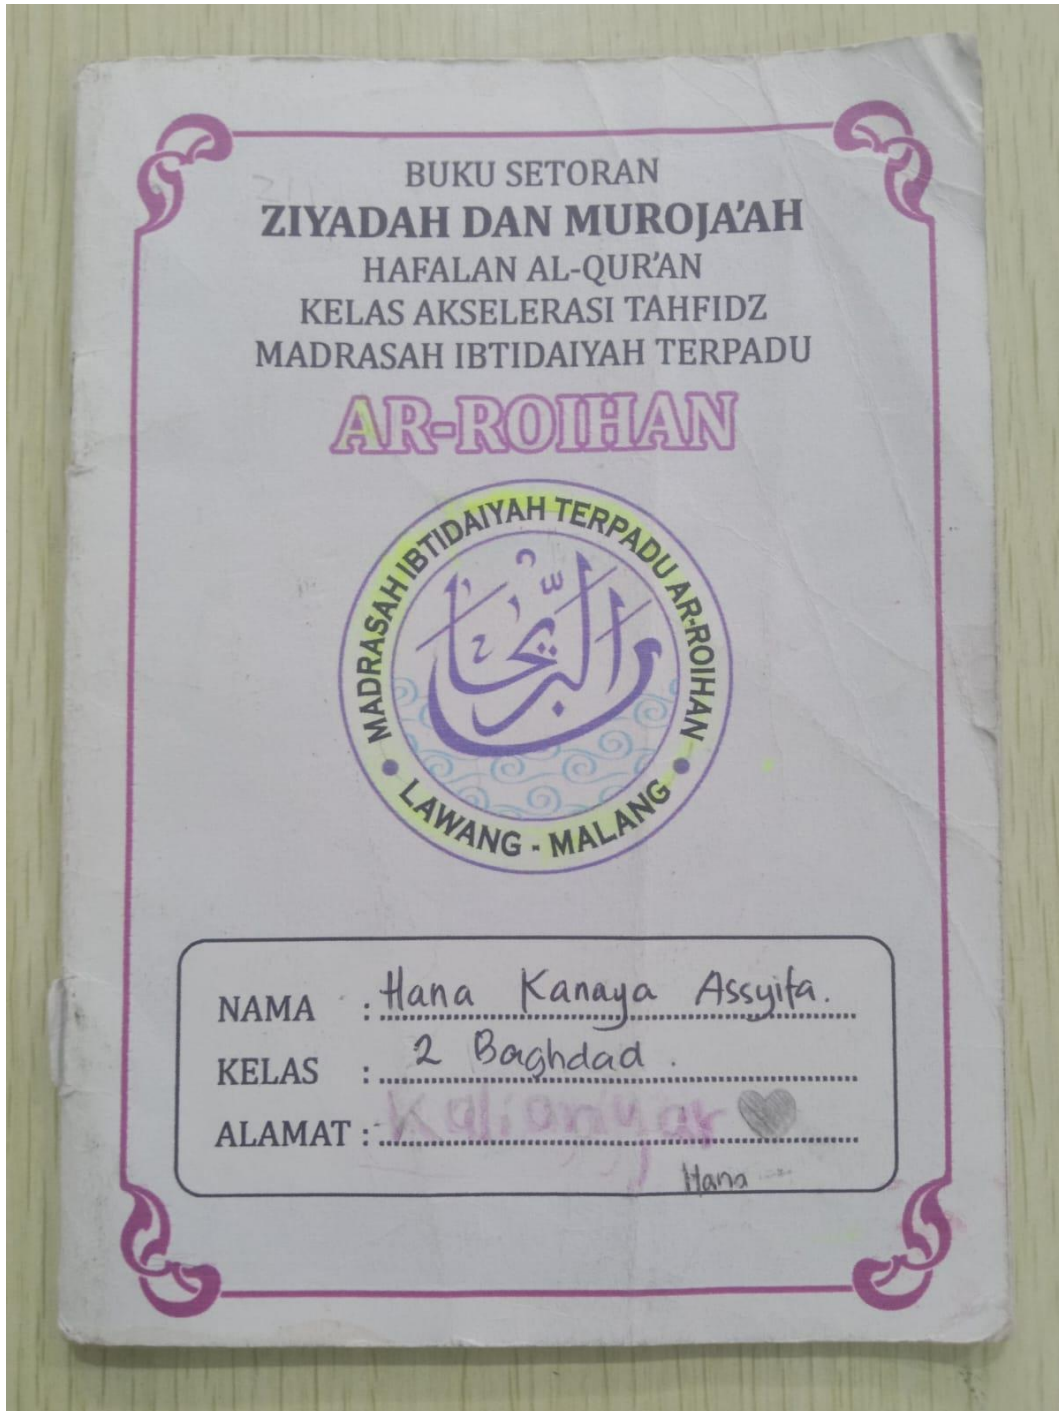 BUKU SETORAN
ZIYADAH DAN MUROJA'AH
HAFALAN AL-QUR'AN
KELAS AKSELERASI TAHFIDZ
MADRASAH IBTIDAIYAH TERPADU
AR-ROIHAN
MADRASAH IBTIDAIYAH TERPADU AR-ROIHAN
LAWANG - MALANG
NAMA : Hana Kanaya Assyifa.
KELAS : 2 Baghdad.
ALAMAT : Kalianyar
Hana